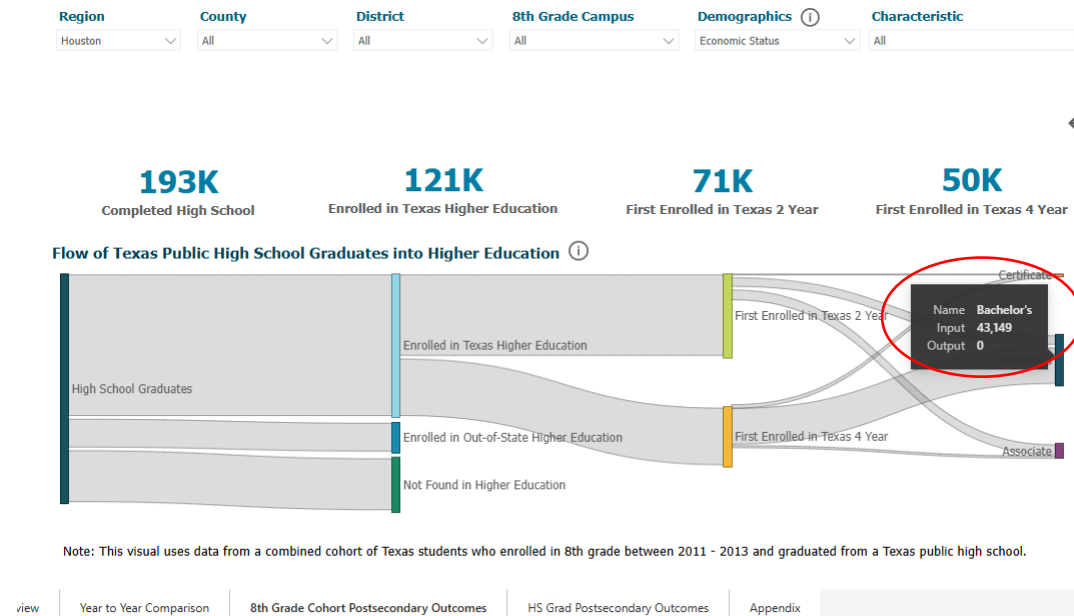 Region County District 8th Grade Campus Demographics i Characteristic
Houston All All All Economic Status All
193K 121K 71K 50K
Completed High School Enrolled in Texas Higher Education First Enrolled in Texas 2 Year First Enrolled in Texas 4 Year
Flow of Texas Public High School Graduates into Higher Education i
Certificate
Name Bachelor's
Input 43,149
Output 0
First Enrolled in Texas 2 Year
Enrolled in Texas Higher Education
High School Graduates
Enrolled in Out-of-State Higher Education
First Enrolled in Texas 4 Year
Associate
Not Found in Higher Education
Note: This visual uses data from a combined cohort of Texas students who enrolled in 8th grade between 2011 - 2013 and graduated from a Texas public high school.
view Year to Year Comparison 8th Grade Cohort Postsecondary Outcomes HS Grad Postsecondary Outcomes Appendix